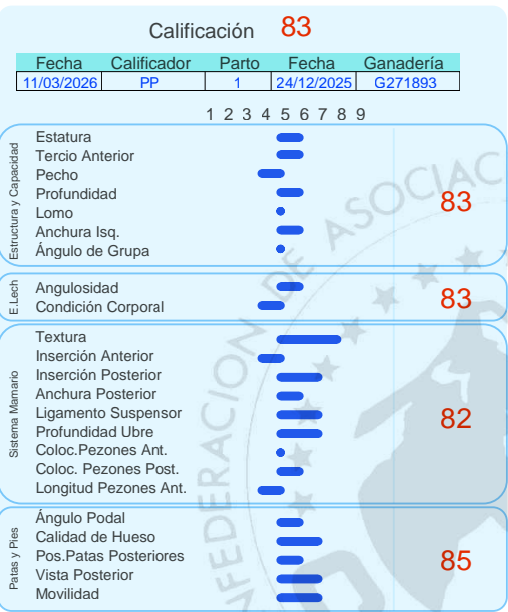 Calificación 83
Fecha Calificador Parto Fecha Ganadería
11/03/2026 PP 1 24/12/2025 G271893
1 2 3 4 5 6 7 8 9
Estructura y Capacidad
Estatura
Tercio Anterior
Pecho
Profundidad
Lomo
Anchura Isq.
Ángulo de Grupa
83
E.Lech
Angulosidad
Condición Corporal
83
Sistema Mamario
Textura
Inserción Anterior
Inserción Posterior
Anchura Posterior
Ligamento Suspensor
Profundidad Ubre
Coloc.Pezones Ant.
Coloc. Pezones Post.
Longitud Pezones Ant.
82
Patas y Pies
Ángulo Podal
Calidad de Hueso
Pos.Patas Posteriores
Vista Posterior
Movilidad
85
DE ASOCIAC
NFEDERACION